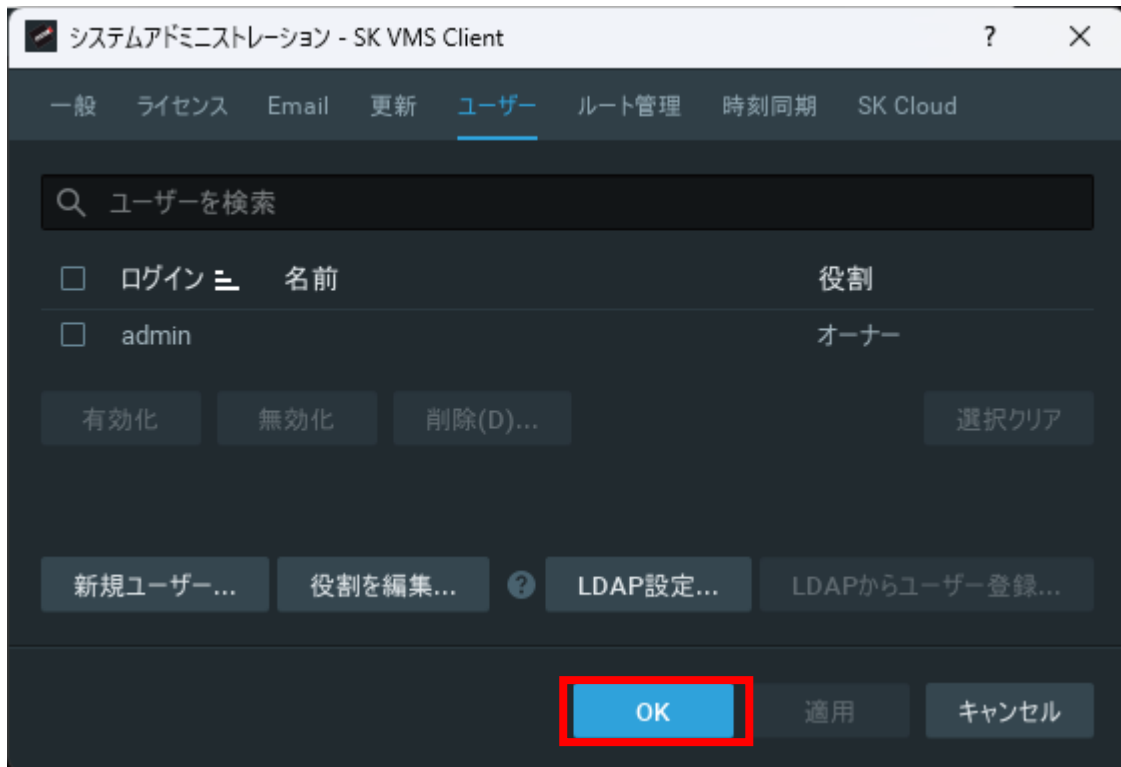 システムアドミニストレーション - SK VMS Client ?
一般 ライセンス Email 更新 ユーザー ルート管理 時刻同期 SK Cloud
ユーザーを検索
ログイン 名前 役割
admin オーナー
有効化 無効化 削除(D)... 選択クリア
新規ユーザー... 役割を編集... ? LDAP設定... LDAPからユーザー登録...
OK 適用 キャンセル